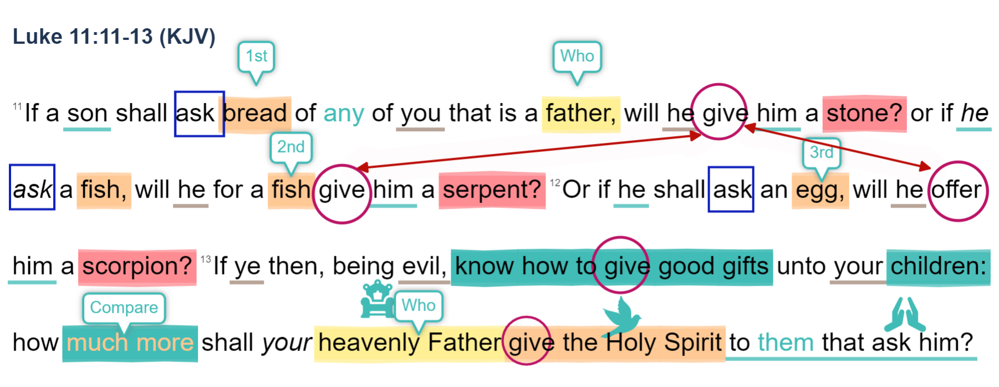 Luke 11:11-13 (KJV)
1st Who
11 If a son shall ask bread of any of you that is a father, will he give him a stone? or if he
2nd 3rd
ask a fish, will he for a fish give him a serpent? 12 Or if he shall ask an egg, will he offer
him a scorpion? 13 If ye then, being evil, know how to give good gifts unto your children:
Compare Who
how much more shall your heavenly Father give the Holy Spirit to them that ask him?